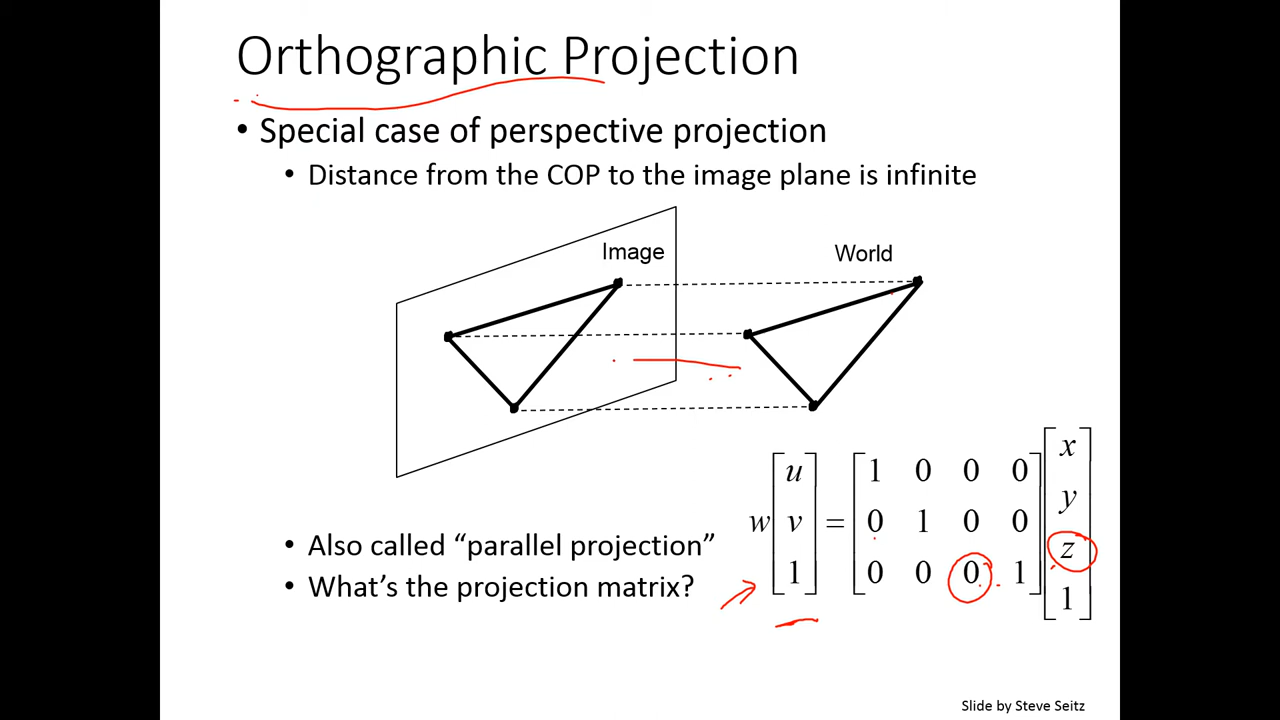 Orthographic Projection
• Special case of perspective projection
• Distance from the COP to the image plane is infinite
Image
World
• Also called “parallel projection”
• What’s the projection matrix?
w [u v 1] = [1 0 0 0 0 1 0 0 0 0 0 1] [x y z 1]
Slide by Steve Seitz